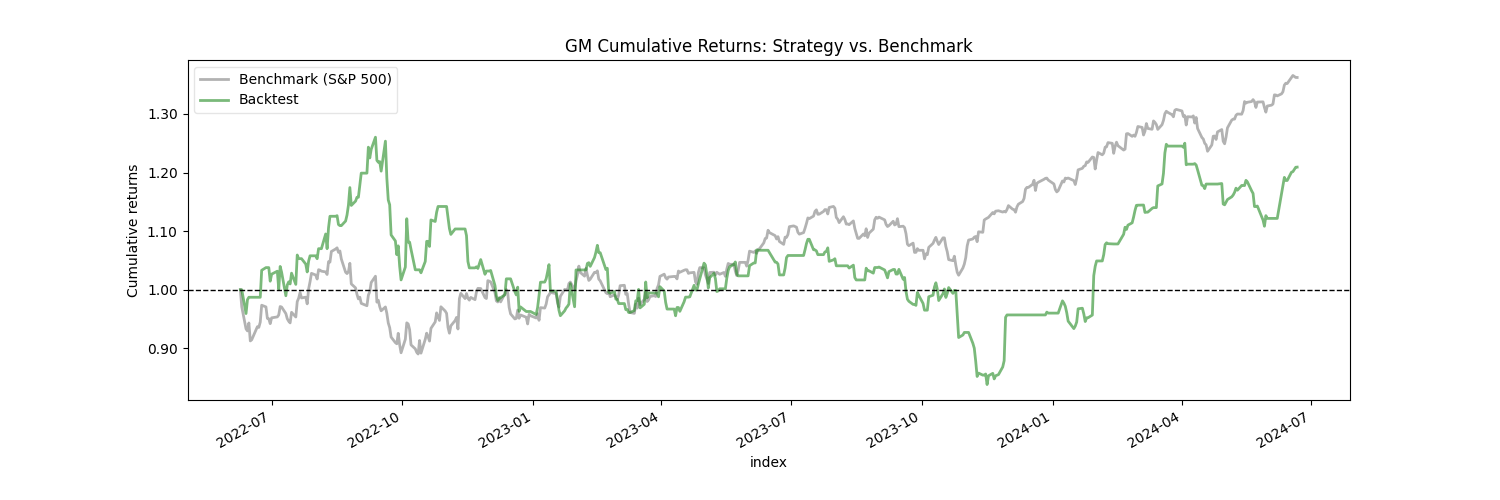 GM Cumulative Returns: Strategy vs. Benchmark
Benchmark (S&P 500)
Backtest
Cumulative returns
1.30
1.20
1.10
1.00
0.90
2022-07
2022-10
2023-01
2023-04
2023-07
2023-10
2024-01
2024-04
2024-07
index